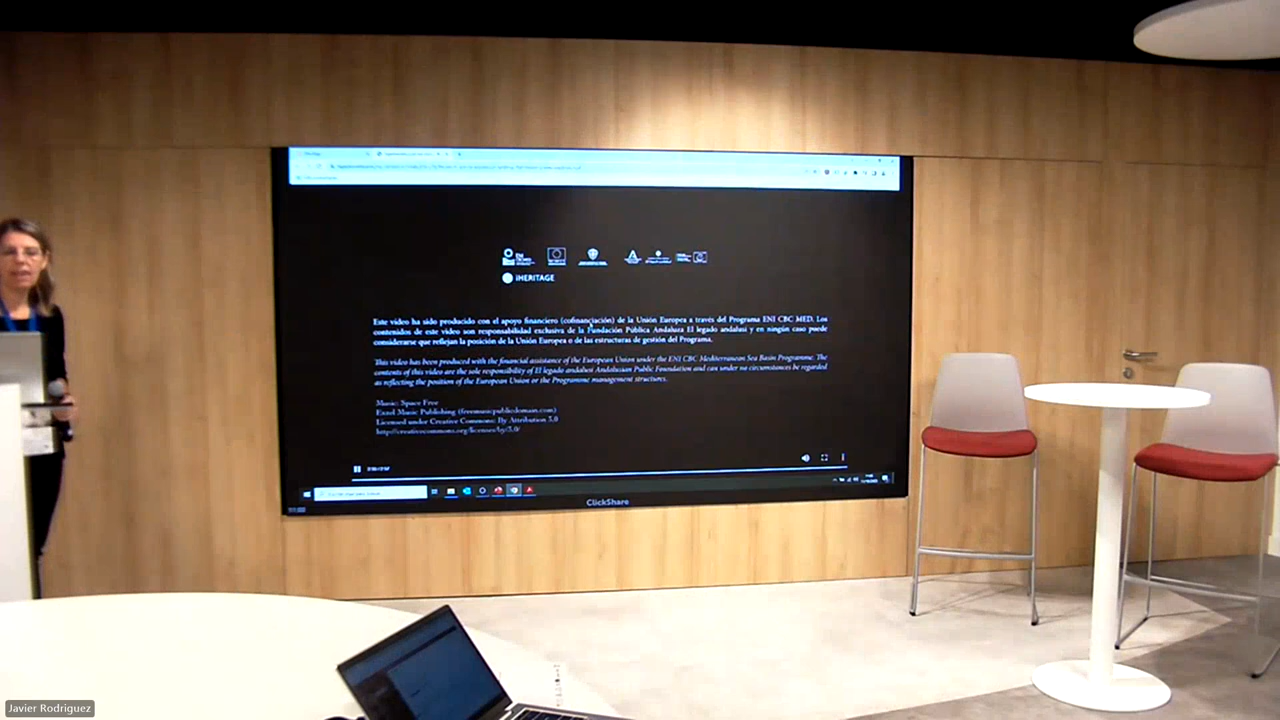 iHERITAGE
Este video ha sido producido con el apoyo financiero (cofinanciación) de la Unión Europea a través del Programa ENI CBC MED. Los
contenidos de este video son responsabilidad exclusiva de la Fundación Pública Andaluza El legado andalusí y en ningún caso puede
considerarse que reflejan la posición de la Unión Europea o de las estructuras de gestión del Programa.
This video has been produced with the financial assistance of the European Union under the ENI CBC Mediterranean Sea Basin Programme. The
contents of this video are the sole responsibility of El legado andalusí Andalusian Public Foundation and can under no circumstances be regarded
as reflecting the position of the European Union or the Programme management structures.
Music: Space Free
Exzel Music Publishing (freemusicpublicdomain.com)
Licensed under Creative Commons: By Attribution 3.0
http://creativecommons.org/licenses/by/3.0/
ClickShare
Javier Rodriguez